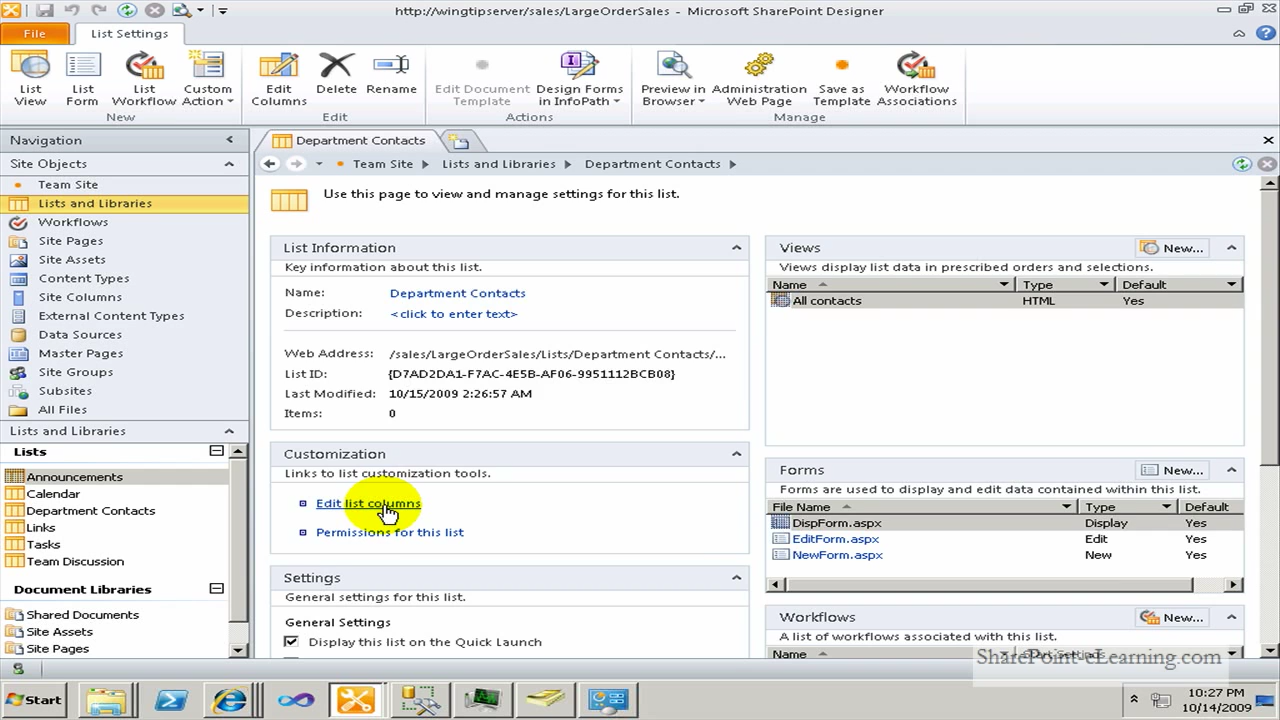 http://wingtipserver/sales/LargeOrderSales - Microsoft SharePoint Designer
File
List Settings
List View
List Form
List Workflow
Custom Action
Edit Columns
Delete
Rename
Edit Document Template
Design Forms in InfoPath
Preview in Browser
Administration Web Page
Save as Template
Workflow Associations
New
Edit
Actions
Manage
Navigation
Site Objects
Team Site
Lists and Libraries
Workflows
Site Pages
Site Assets
Content Types
Site Columns
External Content Types
Data Sources
Master Pages
Site Groups
Subsites
All Files
Lists and Libraries
Lists
Announcements
Calendar
Department Contacts
Links
Tasks
Team Discussion
Document Libraries
Shared Documents
Site Assets
Site Pages
Department Contacts
Team Site
Lists and Libraries
Department Contacts
Use this page to view and manage settings for this list.
List Information
Key information about this list.
Name: Department Contacts
Description: <click to enter text>
Web Address: /sales/LargeOrderSales/Lists/Department Contacts/...
List ID: {D7AD2DA1-F7AC-4E5B-AF06-9951112BCB08}
Last Modified: 10/15/2009 2:26:57 AM
Items: 0
Customization
Links to list customization tools.
Edit list columns
Permissions for this list
Settings
General settings for this list.
General Settings
Display this list on the Quick Launch
Views New...
Views display list data in prescribed orders and selections.
Name Type Default
All contacts HTML Yes
Forms New...
Forms are used to display and edit data contained within this list.
File Name Type Default
DispForm.aspx Display Yes
EditForm.aspx Edit Yes
NewForm.aspx New Yes
Workflows New...
A list of workflows associated with this list.
Name
SharePoint-eLearning.com
Start
10:27 PM
10/14/2009